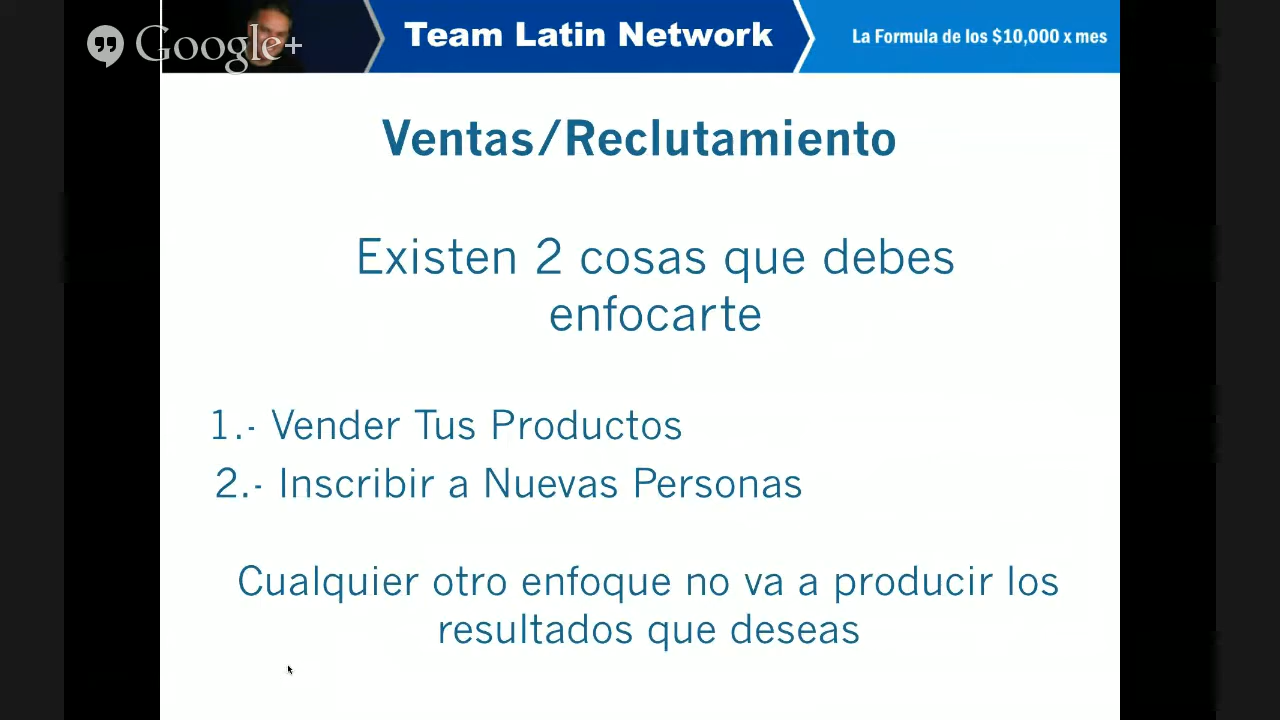 Google+
Team Latin Network
La Formula de los $10,000 x mes
Ventas/Reclutamiento
Existen 2 cosas que debes
enfocarte
1.- Vender Tus Productos
2.- Inscribir a Nuevas Personas
Cualquier otro enfoque no va a producir los
resultados que deseas